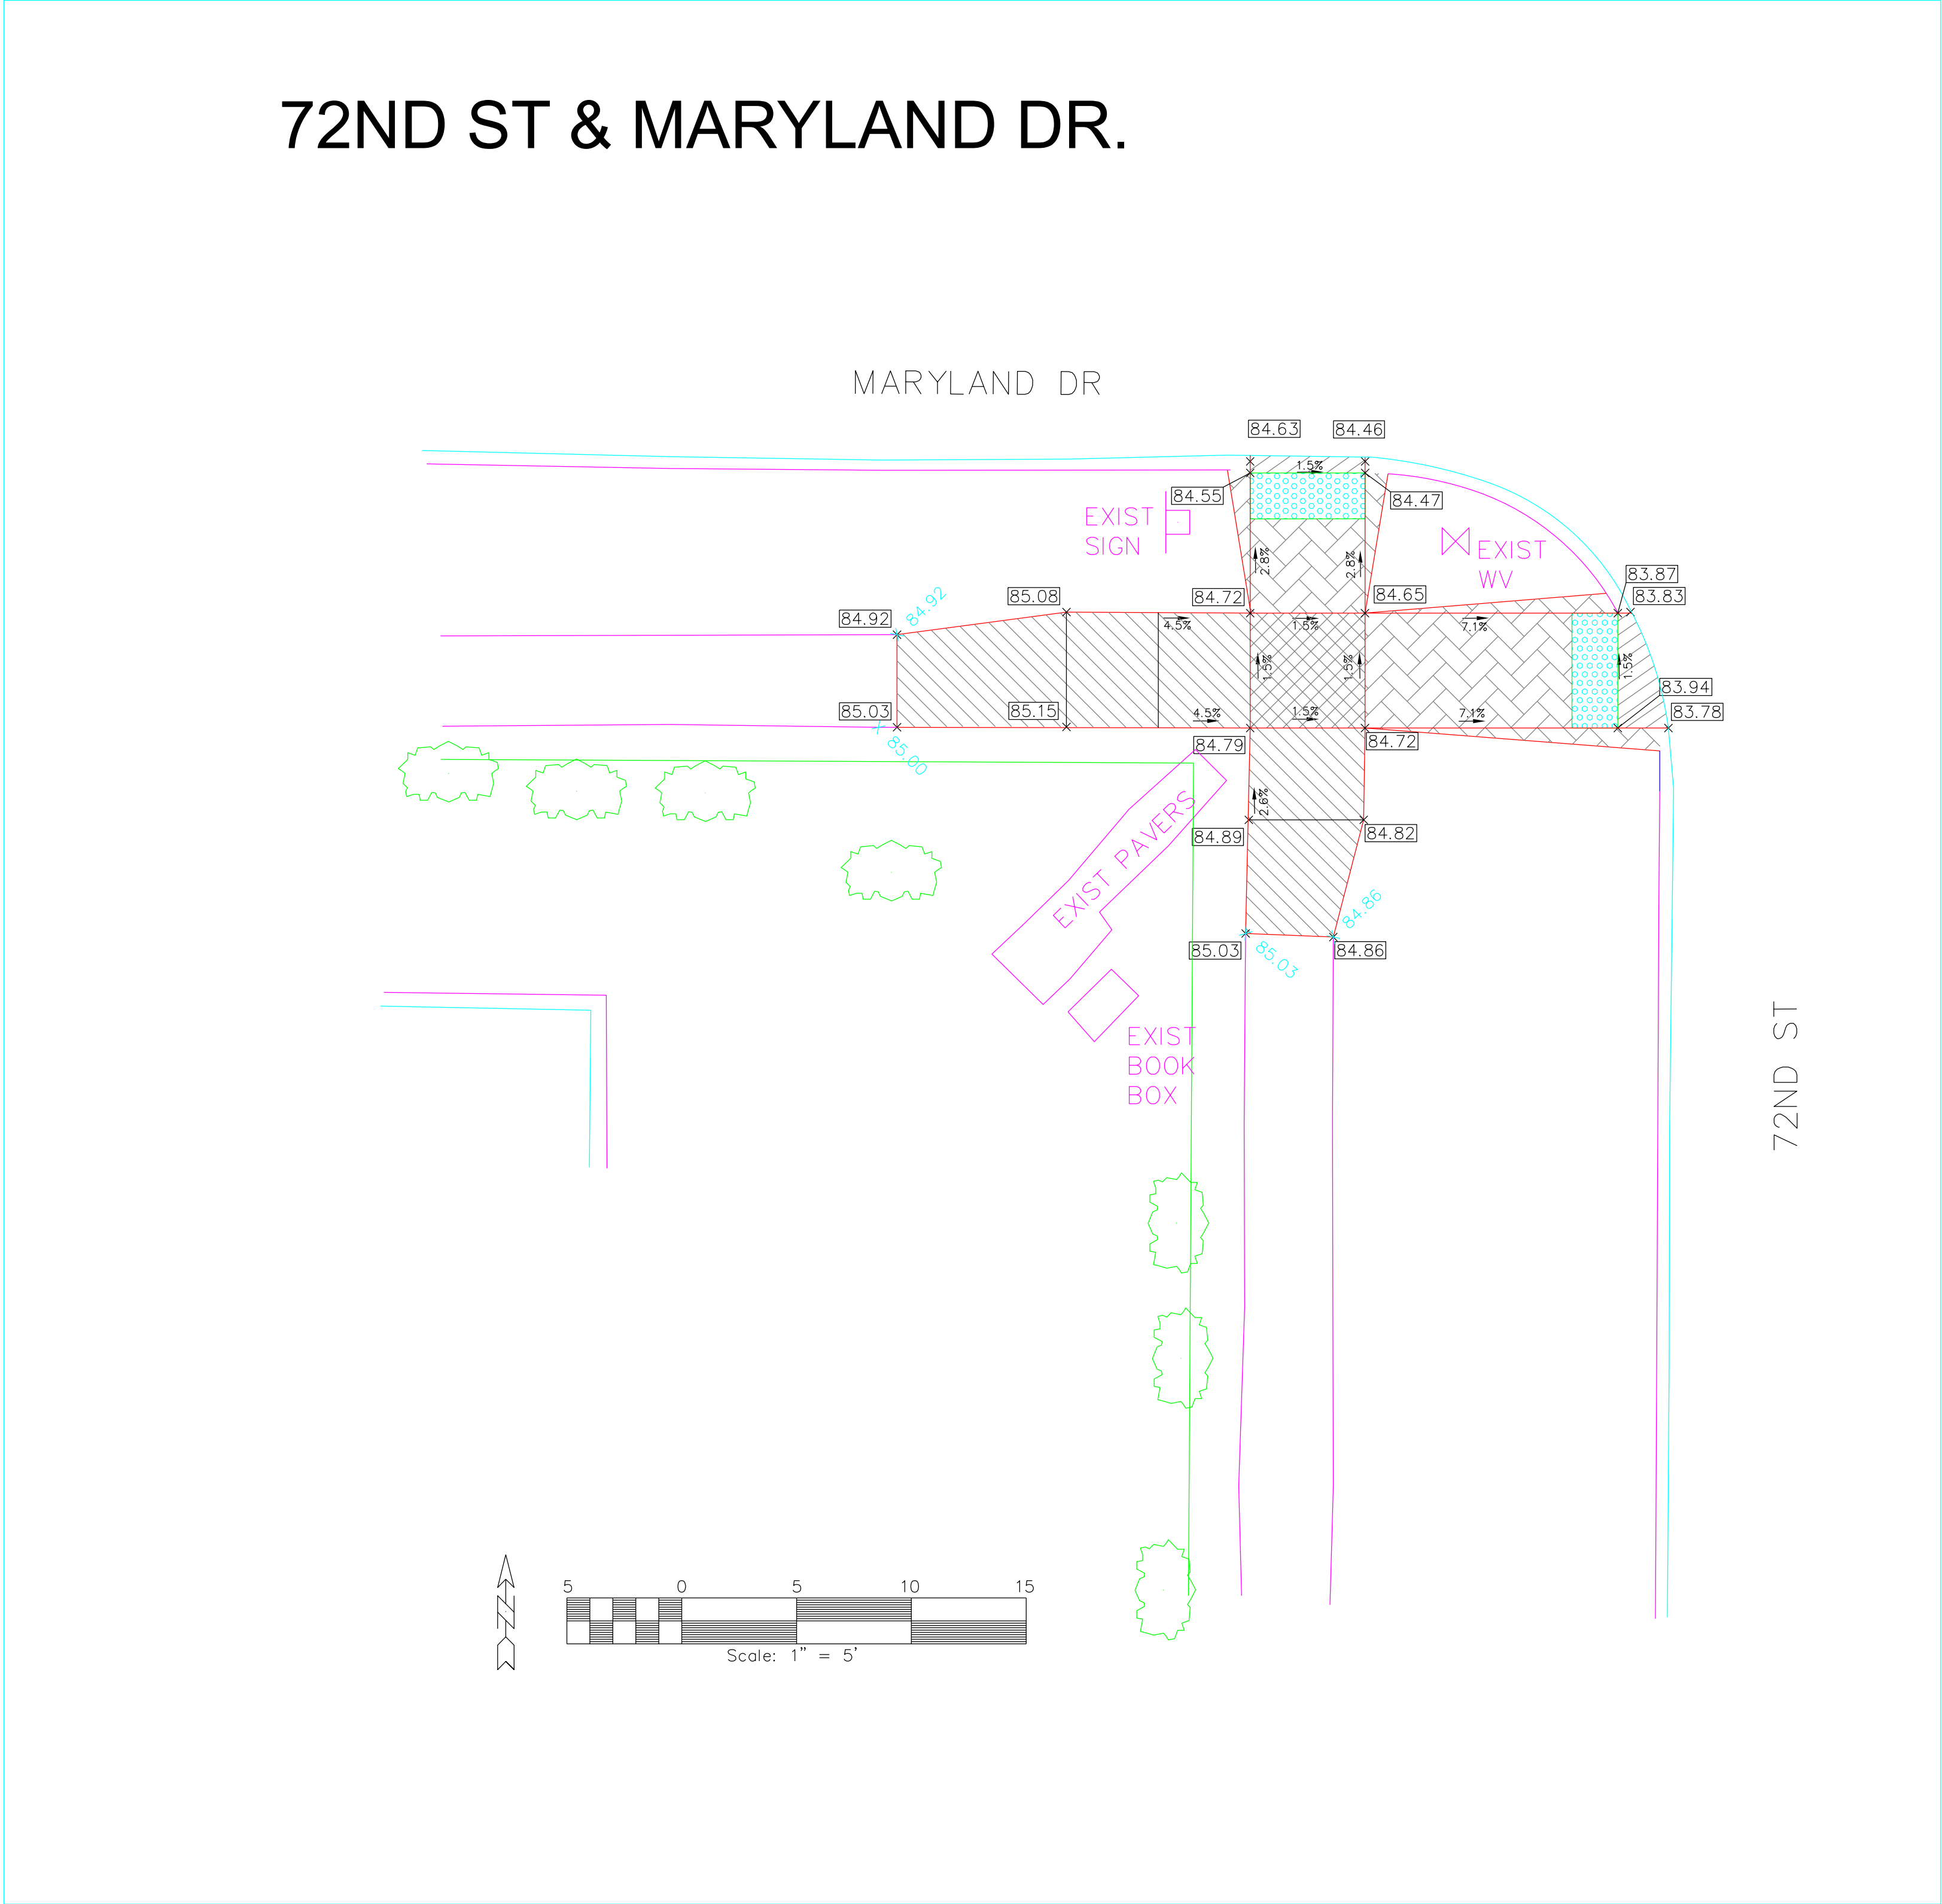 72ND ST & MARYLAND DR.
MARYLAND DR
84.63
84.46
1.5%
84.55
84.47
EXIST
SIGN
EXIST
WV
2.8%
2.8%
83.87
83.83
84.92
84.92
85.08
84.72
84.65
4.5%
1.5%
7.1%
1.5%
1.5%
1.5%
83.94
83.78
85.03
85.00
85.15
4.5%
1.5%
7.1%
84.79
84.72
2.6%
EXIST PAVERS
84.89
84.82
84.86
85.03
85.03
84.86
EXIST
BOOK
BOX
72ND ST
N
5 0 5 10 15
Scale: 1" = 5'